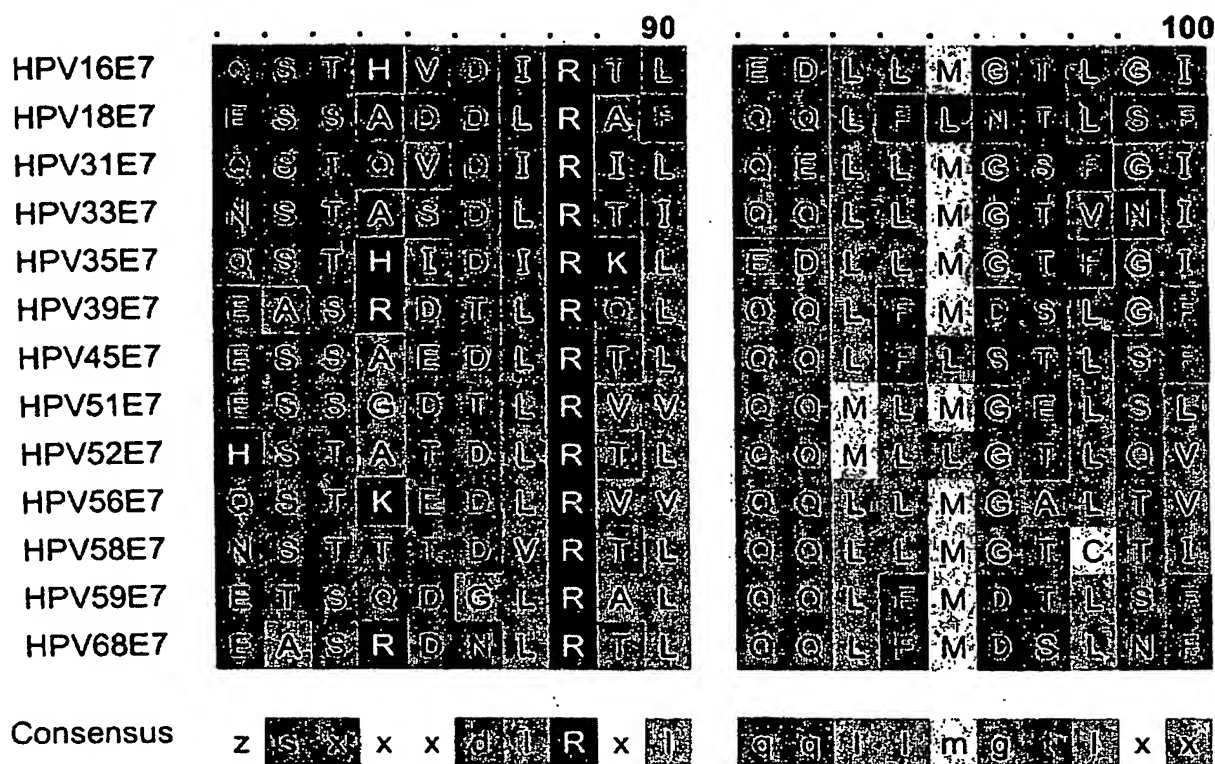 90 100
HPV16E7 Q S T H V D I R T L E D L L M G T L G I
HPV18E7 E S S A D D L R A F Q Q L F L N T L S F
HPV31E7 Q G T Q V D I R I L Q E L L M G S F G I
HPV33E7 N S T A S D L R T I Q Q L L M G T V N I
HPV35E7 Q S T H I D I R K L E D L L M G T F G I
HPV39E7 E A S R D T L R Q L Q Q L F M D S L G F
HPV45E7 E S S A E D L R T L Q Q L F L S T L S F
HPV51E7 E S S G D T L R V V Q Q M L M G E L S L
HPV52E7 H S T A T D L R T L Q Q M L L G T L Q V
HPV56E7 Q S T K E D L R V V Q Q L L M G A L T V
HPV58E7 N S T T T D V R T L Q Q L L M G T C T I
HPV59E7 E T S Q D G L R A L Q Q L F M D T L S F
HPV68E7 E A S R D N L R T L Q Q L F M D S L N F
Consensus z s x x x d l R x l q q l l m g t l x x